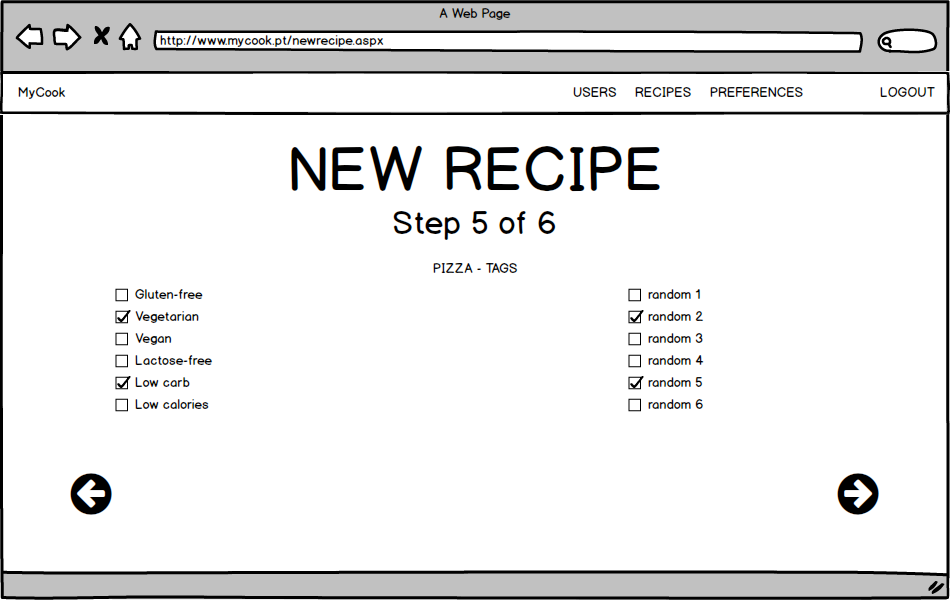 A Web Page
http://www.mycook.pt/newrecipe.aspx
MyCook USERS RECIPES PREFERENCES LOGOUT
NEW RECIPE
Step 5 of 6
PIZZA - TAGS
Gluten-free
Vegetarian
Vegan
Lactose-free
Low carb
Low calories
random 1
random 2
random 3
random 4
random 5
random 6